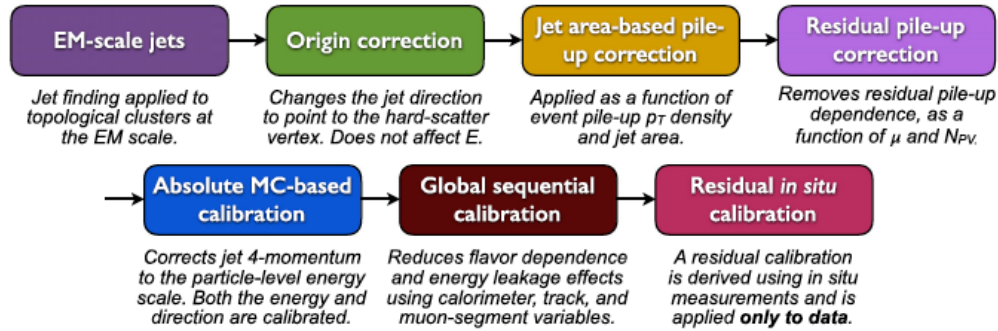 EM-scale jets
Jet finding applied to
topological clusters at
the EM scale.
Origin correction
Changes the jet direction
to point to the hard-scatter
vertex. Does not affect E.
Jet area-based pile-
up correction
Applied as a function of
event pile-up pT density
and jet area.
Residual pile-up
correction
Removes residual pile-up
dependence, as a
function of μ and NPV.
Absolute MC-based
calibration
Corrects jet 4-momentum
to the particle-level energy
scale. Both the energy and
direction are calibrated.
Global sequential
calibration
Reduces flavor dependence
and energy leakage effects
using calorimeter, track, and
muon-segment variables.
Residual in situ
calibration
A residual calibration
is derived using in situ
measurements and is
applied only to data.